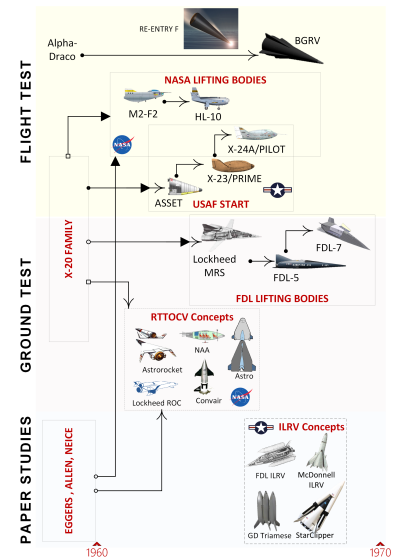 RE-ENTRY F
Alpha-
Draco
BGRV
FLIGHT TEST
NASA LIFTING BODIES
M2-F2
HL-10
NASA
X-24A/PILOT
X-23/PRIME
ASSET
USAF START
X-20 FAMILY
Lockheed
MRS
FDL-7
FDL-5
FDL LIFTING BODIES
GROUND TEST
RTTOCV Concepts
NAA
Astrorocket
Astro
Lockheed ROC
Convair
NASA
PAPER STUDIES
EGGERS , ALLEN, NEICE
ILRV Concepts
FDL ILRV
McDonnell
ILRV
GD Triamese
StarClipper
1960
1970